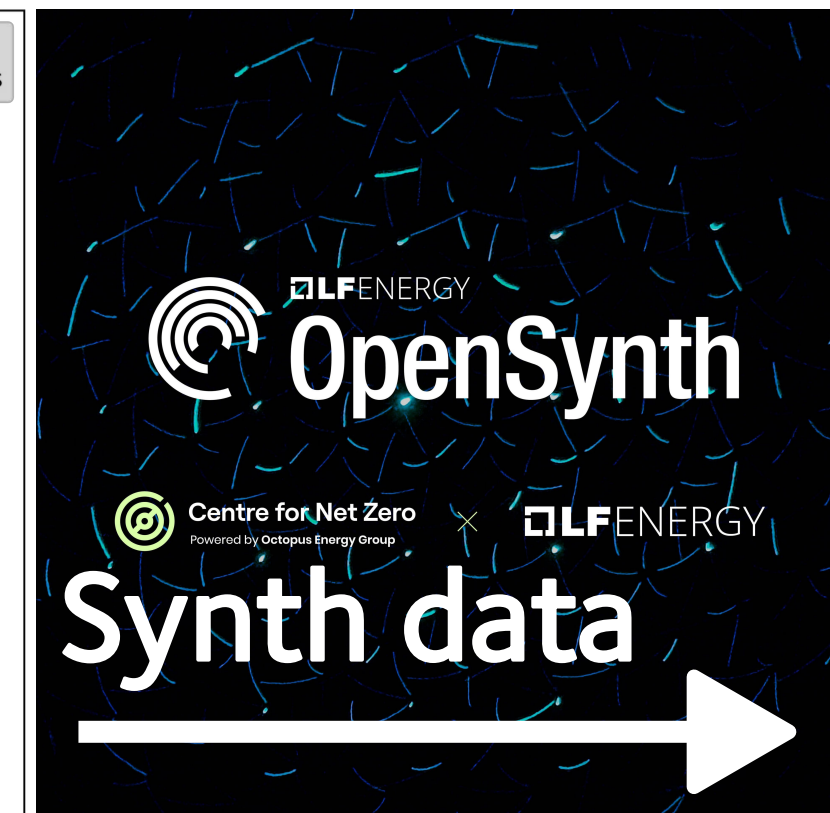 s
LFENERGY
OpenSynth
Centre for Net Zero
Powered by Octopus Energy Group
LFENERGY
Synth data